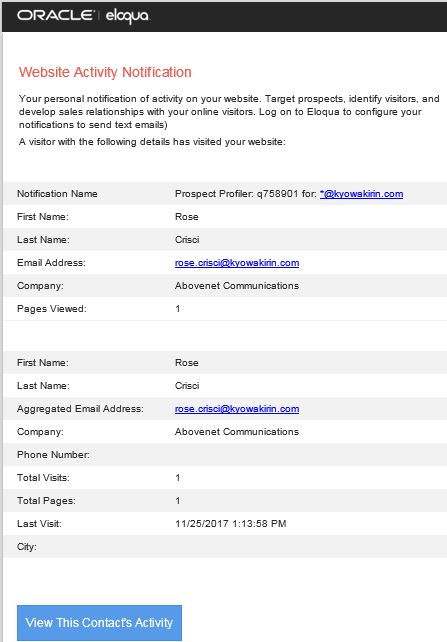 ORACLE | eloqua
Website Activity Notification
Your personal notification of activity on your website. Target prospects, identify visitors, and
develop sales relationships with your online visitors. Log on to Eloqua to configure your
notifications to send text emails)
A visitor with the following details has visited your website:
Notification Name Prospect Profiler: q758901 for: *@kyowakirin.com
First Name: Rose
Last Name: Crisci
Email Address: rose.crisci@kyowakirin.com
Company: Abovenet Communications
Pages Viewed: 1
First Name: Rose
Last Name: Crisci
Aggregated Email Address: rose.crisci@kyowakirin.com
Company: Abovenet Communications
Phone Number:
Total Visits: 1
Total Pages: 1
Last Visit: 11/25/2017 1:13:58 PM
City:
View This Contact's Activity